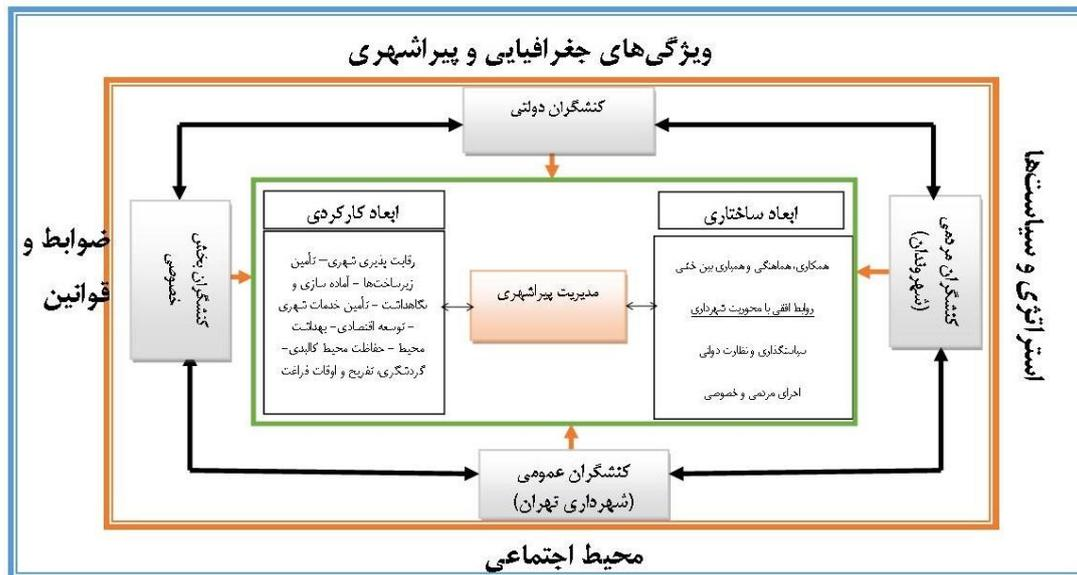 ویژگی‌های جغرافیایی و پیراشهری
کنشگران دولتی
استراتژی و سیاست‌ها
کنشگران مردمی
(شهروندان)
ابعاد ساختاری
همکاری، هماهنگی و همیاری بین
روابط افقی با محوریت شهرداری
سیاستگذاری و نظارت دولتی
اجرای مردمی و خصوصی
مدیریت پیراشهری
ابعاد کارکردی
رقابت پذیری شهری– تأمین
زیرساخت‌ها - آماده سازی و
نگاهداشت - تأمین خدمات شهری
- توسعه اقتصادی- بهداشت
محیط - حفاظت محیط کالبدی-
گردشگری، تفریح و اوقات فراغت
کنشگران بخش
خصوصی
ضوابط و
قوانین
کنشگران عمومی
(شهرداری تهران)
محیط اجتماعی